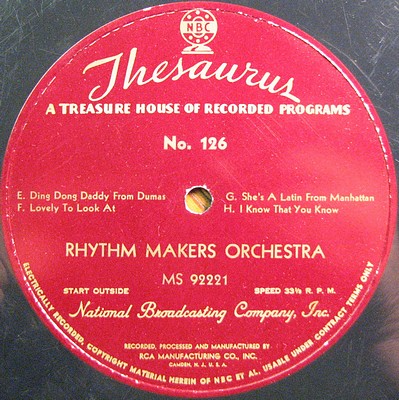 NBC
Thesaurus
A TREASURE HOUSE OF RECORDED PROGRAMS
No. 126
E. Ding Dong Daddy From Dumas
F. Lovely To Look At
G. She's A Latin From Manhattan
H. I Know That You Know
RHYTHM MAKERS ORCHESTRA
MS 92221
START OUTSIDE
SPEED 33⅓ R. P. M.
National Broadcasting Company, Inc.
RECORDED, PROCESSED AND MANUFACTURED BY
RCA MANUFACTURING CO., INC.
CAMDEN, N. J., U. S. A.
ELECTRICALLY RECORDED, COPYRIGHT MATERIAL HEREIN OF NBC ET AL. USABLE UNDER CONTRACT TERMS ONLY